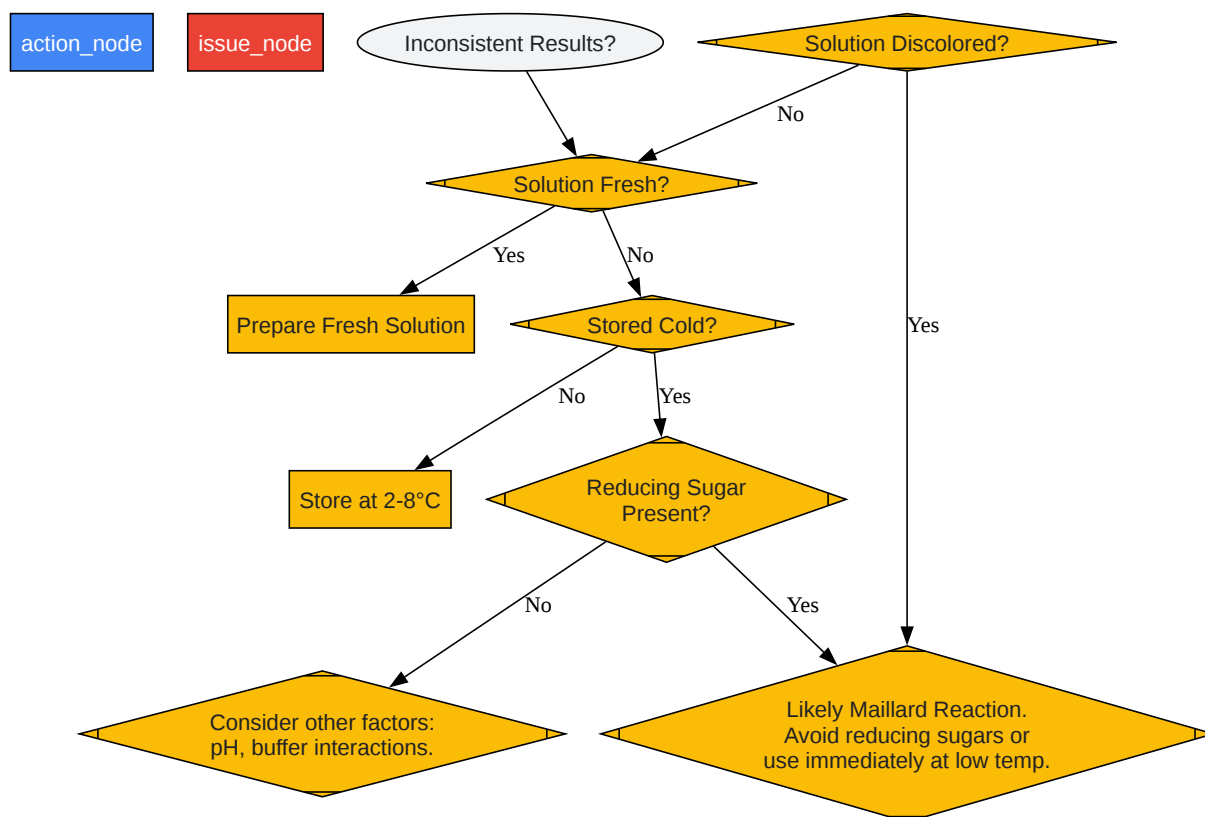 action_node
issue_node
Inconsistent Results?
Solution Discolored?
No
Solution Fresh?
Yes
No
Prepare Fresh Solution
Stored Cold?
Yes
No
Yes
Store at 2-8°C
Reducing Sugar
Present?
No
Yes
Consider other factors:
pH, buffer interactions.
Likely Maillard Reaction.
Avoid reducing sugars or
use immediately at low temp.